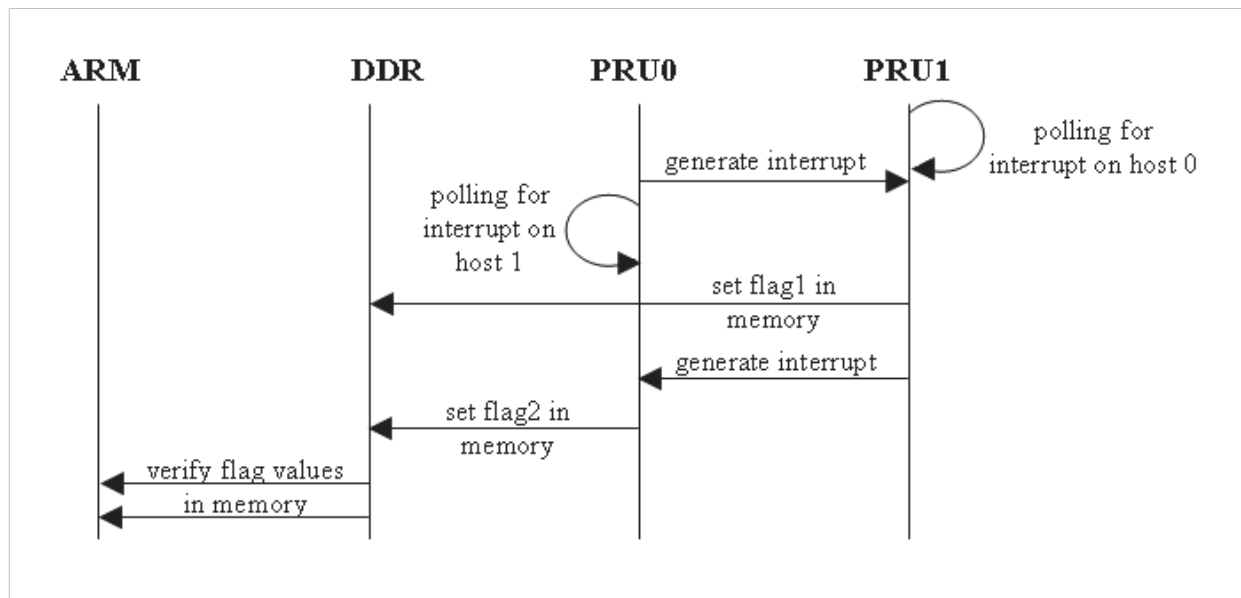 ARM
DDR
PRU0
PRU1
polling for
interrupt on host 0
generate interrupt
polling for
interrupt on
host 1
set flag1 in
memory
generate interrupt
set flag2 in
memory
verify flag values
in memory